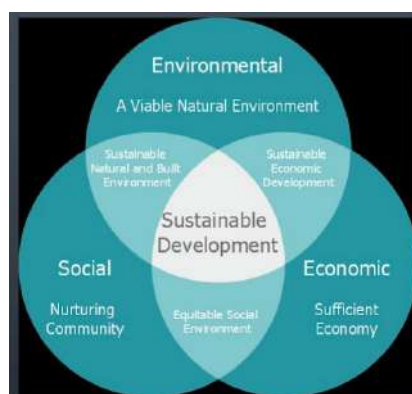 Environmental
A Viable Natural Environment
Sustainable
Natural and Built
Environment
Sustainable
Economic
Development
Sustainable
Development
Social
Economic
Nurturing
Community
Equitable Social
Environment
Sufficient
Economy